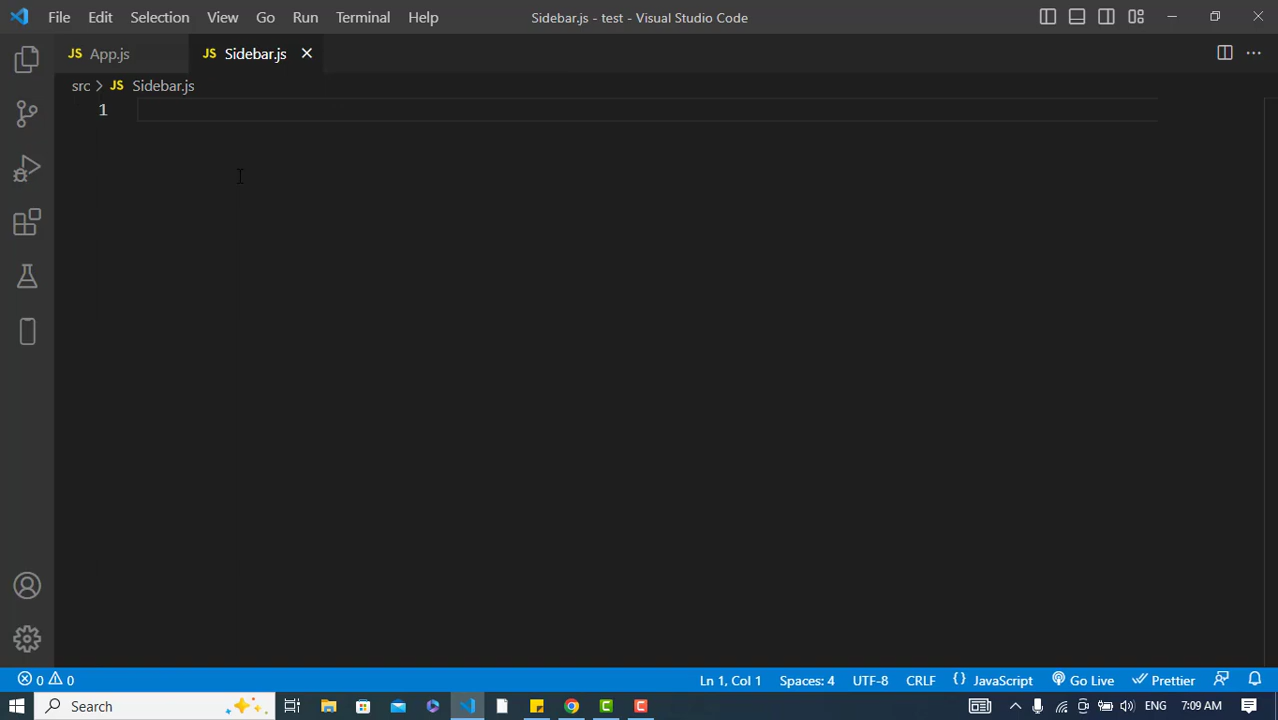 File Edit Selection View Go Run Terminal Help Sidebar.js - test - Visual Studio Code
JS App.js JS Sidebar.js
src JS Sidebar.js
1
0 0 Ln 1, Col 1 Spaces: 4 UTF-8 CRLF {} JavaScript Go Live Prettier
Search ENG 7:09 AM